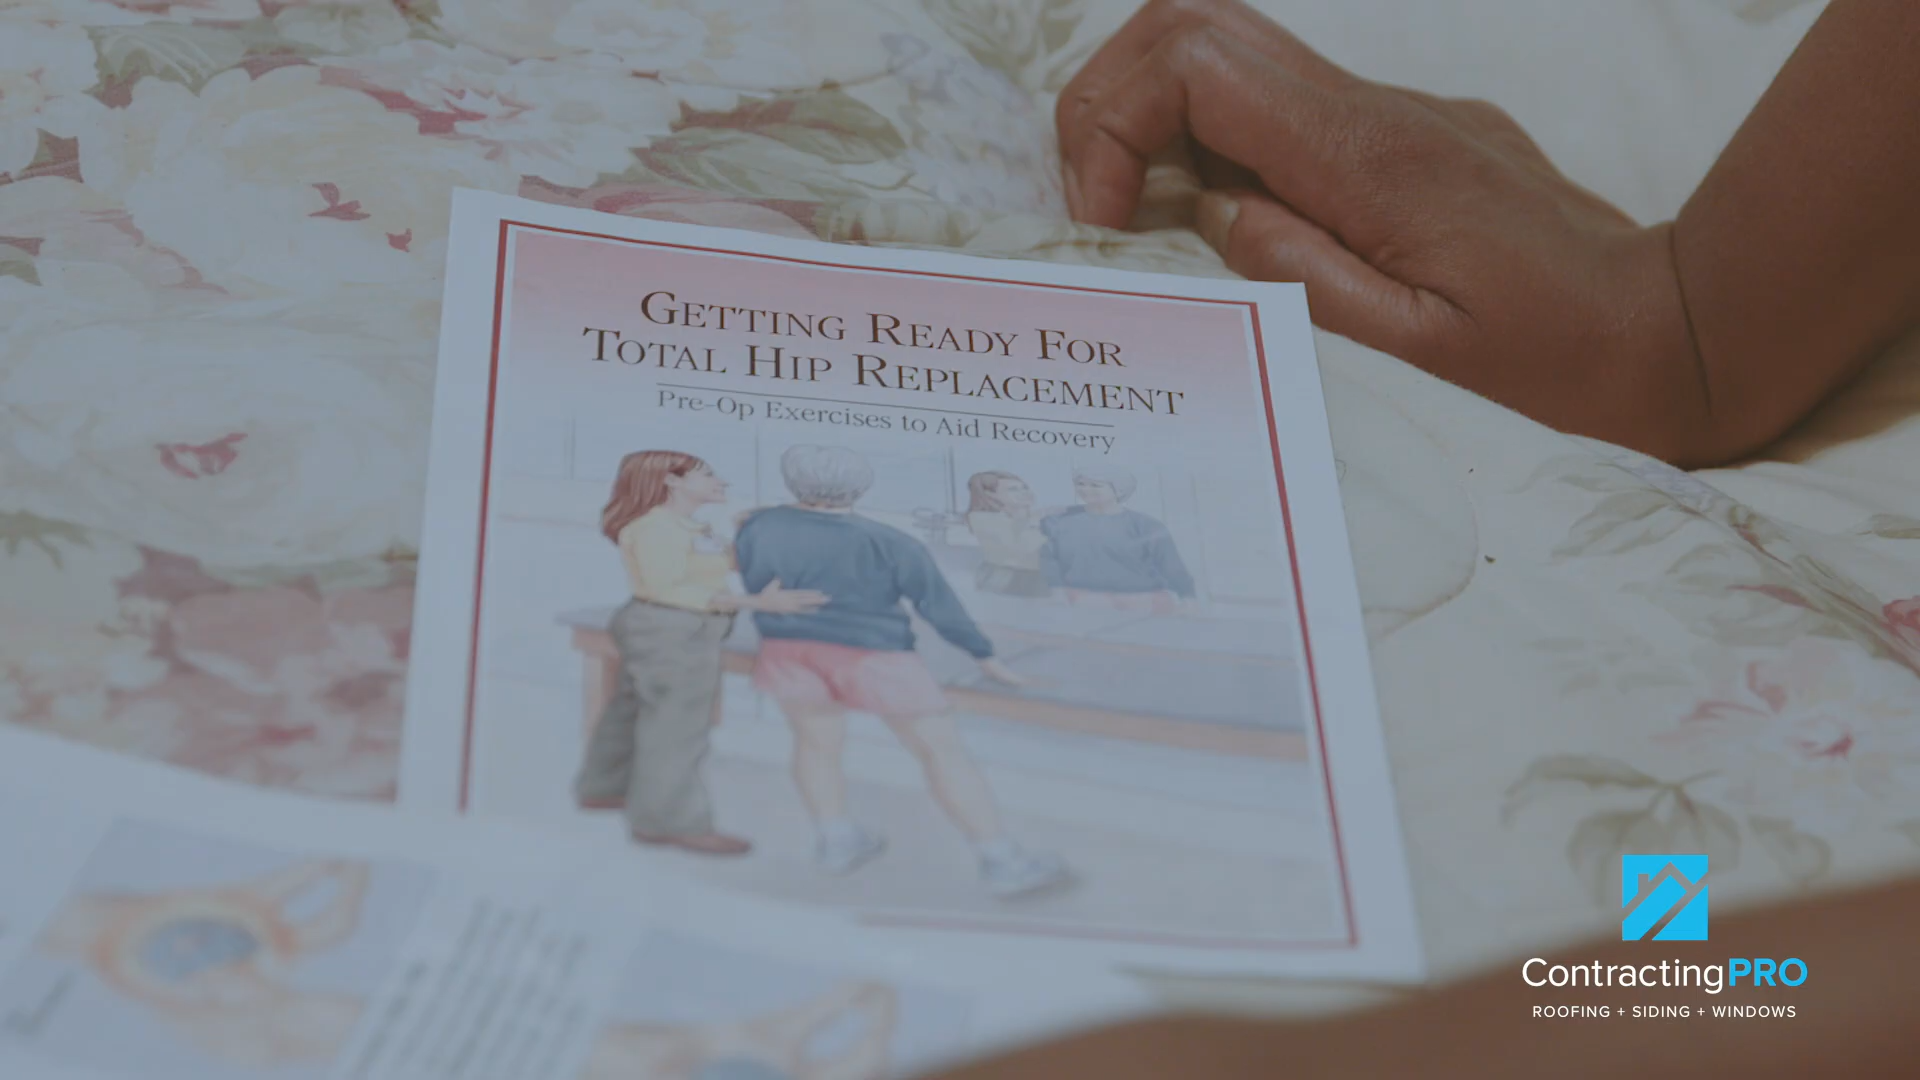 GETTING READY FOR
TOTAL HIP REPLACEMENT
Pre-Op Exercises to Aid Recovery
ContractingPRO
ROOFING + SIDING + WINDOWS